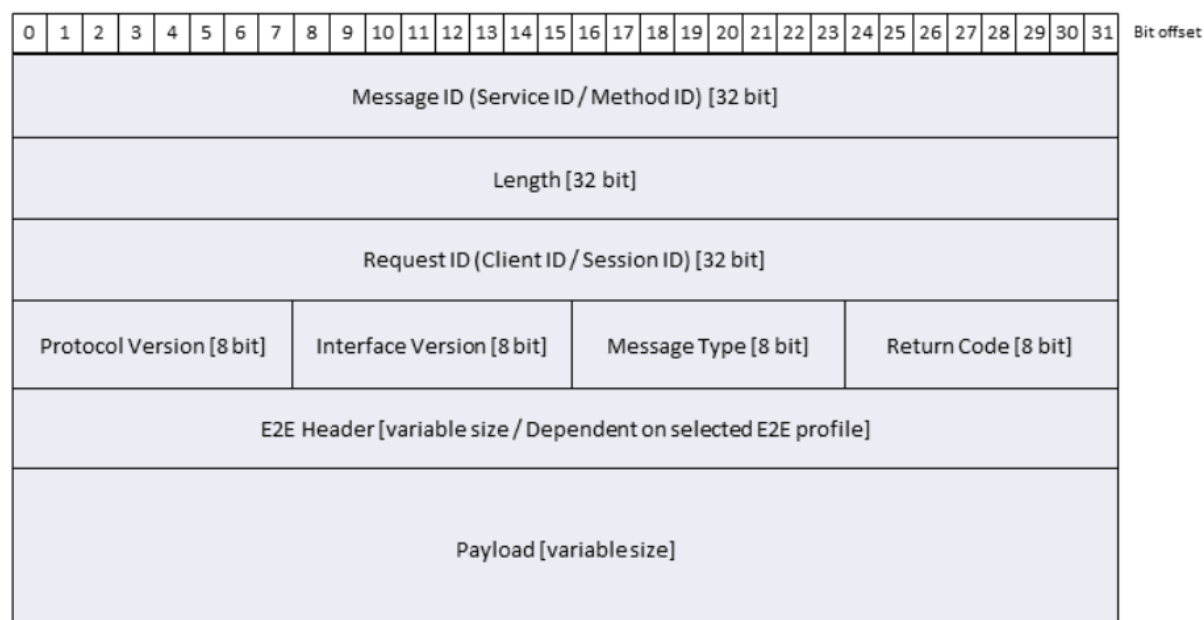 0 1 2 3 4 5 6 7 8 9 10 11 12 13 14 15 16 17 18 19 20 21 22 23 24 25 26 27 28 29 30 31 Bit offset
Message ID (Service ID / Method ID) [32 bit]
Length [32 bit]
Request ID (Client ID / Session ID) [32 bit]
Protocol Version [8 bit] Interface Version [8 bit] Message Type [8 bit] Return Code [8 bit]
E2E Header [variable size / Dependent on selected E2E profile]
Payload [variable size]